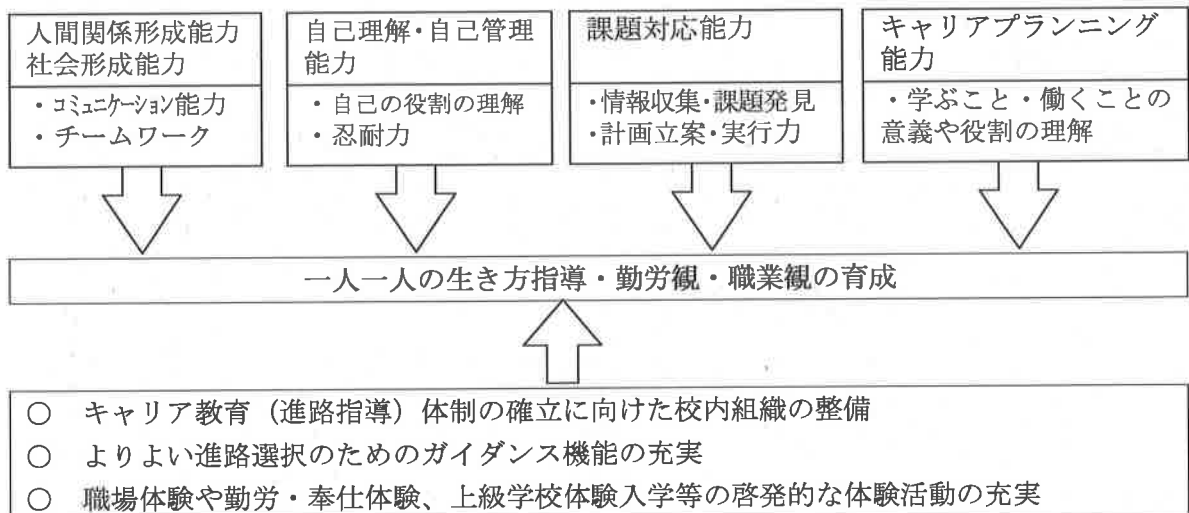 人間関係形成能力
社会形成能力
・コミュニケーション能力
・チームワーク
自己理解・自己管理
能力
・自己の役割の理解
・忍耐力
課題対応能力
・情報収集・課題発見
・計画立案・実行力
キャリアプランニング
能力
・学ぶこと・働くことの
意義や役割の理解
一人一人の生き方指導・勤労観・職業観の育成
○ キャリア教育（進路指導）体制の確立に向けた校内組織の整備
○ よりよい進路選択のためのガイダンス機能の充実
○ 職場体験や勤労・奉仕体験、上級学校体験入学等の啓発的な体験活動の充実